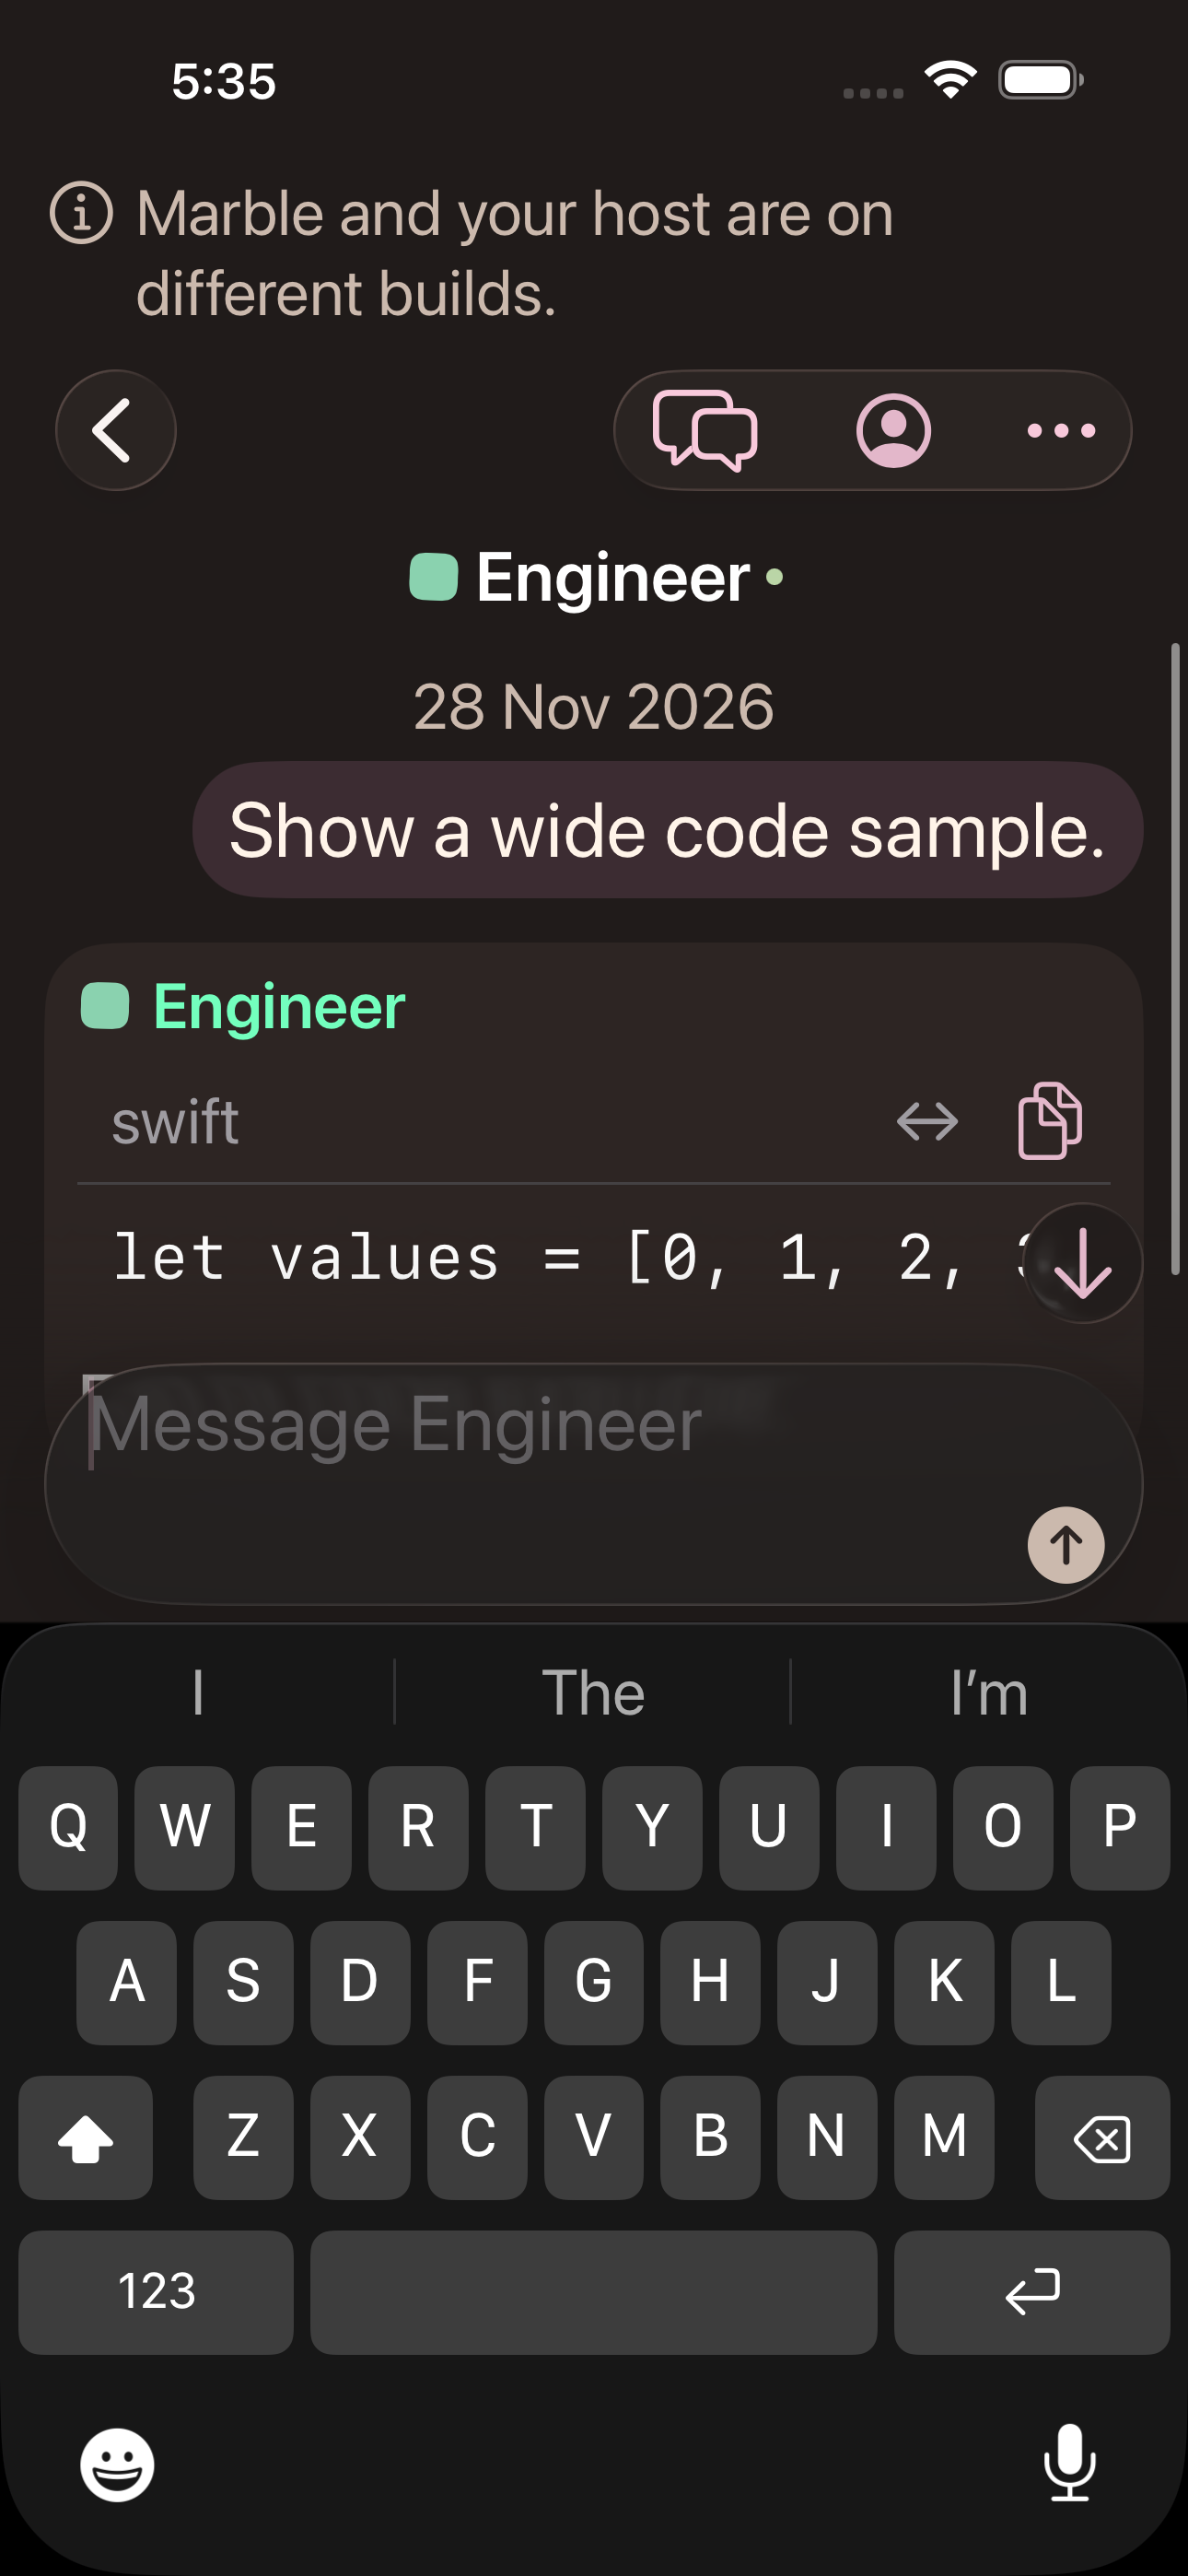 5:35
Marble and your host are on
different builds.
Engineer
28 Nov 2026
Show a wide code sample.
Engineer
swift
let values = [0, 1, 2,
Message Engineer
I The I’m
Q W E R T Y U I O P
A S D F G H J K L
Z X C V B N M
123